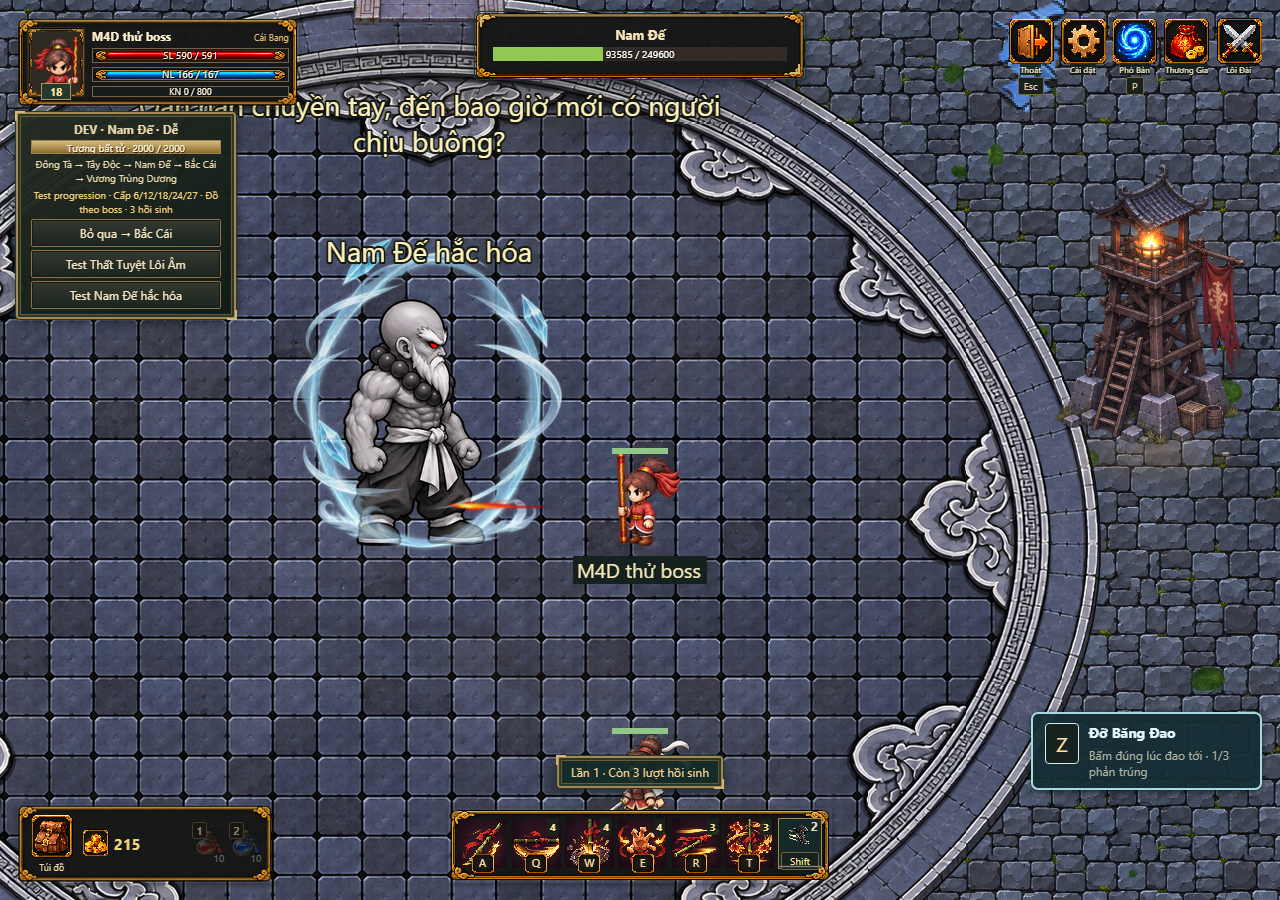 M4D thử boss
Cái Bang
SL 590 / 591
NL 166 / 167
KN 0 / 800
18
Nam Đế
93585 / 249600
Thoát
Cài đặt
Phó Bản
Thương Gia
Lôi Đài
Esc
P
chuyền tay, đến bao giờ mới có người
chịu buông?
DEV · Nam Đế · Dễ
Tượng bất tử · 2000 / 2000
Đông Tà → Tây Độc → Nam Đế → Bắc Cái
→ Vương Trùng Dương
Test progression · Cấp 6/12/18/24/27 · Đồ
theo boss · 3 hồi sinh
Bỏ qua → Bắc Cái
Test Thất Tuyệt Lôi Âm
Test Nam Đế hắc hóa
Nam Đế hắc hóa
M4D thử boss
Z
Đỡ Băng Đao
Bấm đúng lúc đao tới · 1/3
phản trúng
Lần 1 · Còn 3 lượt hồi sinh
Túi đồ
215
1
10
2
10
A
4
Q
4
W
4
E
3
R
3
T
2
Shift